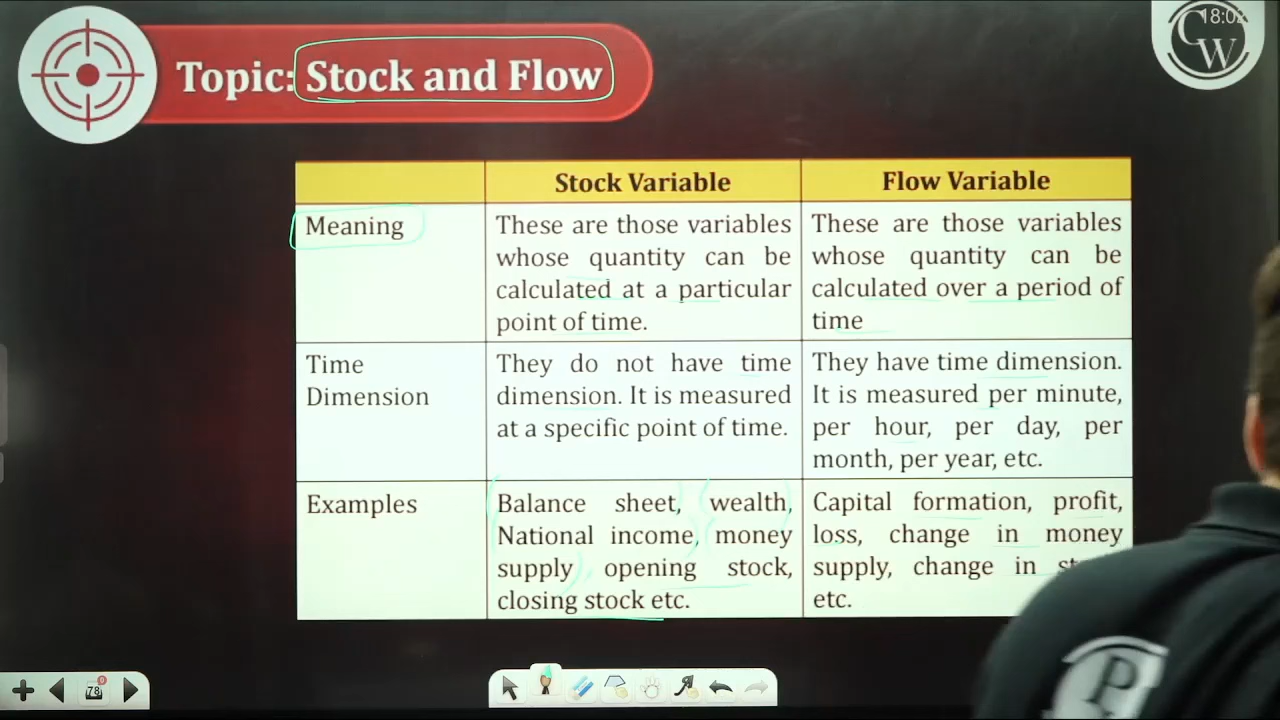 18:02
CW
Topic: Stock and Flow
Stock Variable
Flow Variable
Meaning
These are those variables
whose quantity can be
calculated at a particular
point of time.
These are those variables
whose quantity can be
calculated over a period of
time
Time
Dimension
They do not have time
dimension. It is measured
at a specific point of time.
They have time dimension.
It is measured per minute,
per hour, per day, per
month, per year, etc.
Examples
Balance sheet, wealth,
National income, money
supply, opening stock,
closing stock etc.
Capital formation, profit,
loss, change in money
supply, change in
etc.
78
P